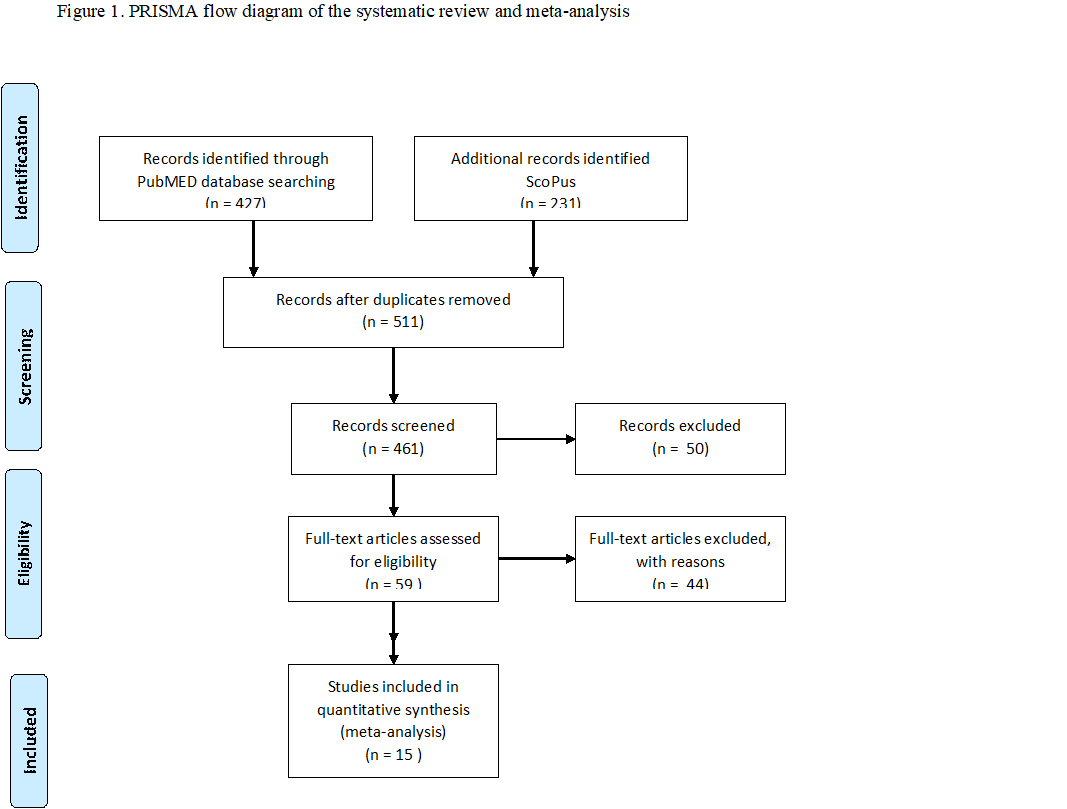 Figure 1. PRISMA flow diagram of the systematic review and meta-analysis
Identification
Records identified through
PubMED database searching
(n = 427)
Additional records identified
ScoPus
(n = 231)
Screening
Records after duplicates removed
(n = 511)
Records screened
(n = 461)
Records excluded
(n = 50)
Eligibility
Full-text articles assessed
for eligibility
(n = 59 )
Full-text articles excluded,
with reasons
(n = 44)
Included
Studies included in
quantitative synthesis
(meta-analysis)
(n = 15 )